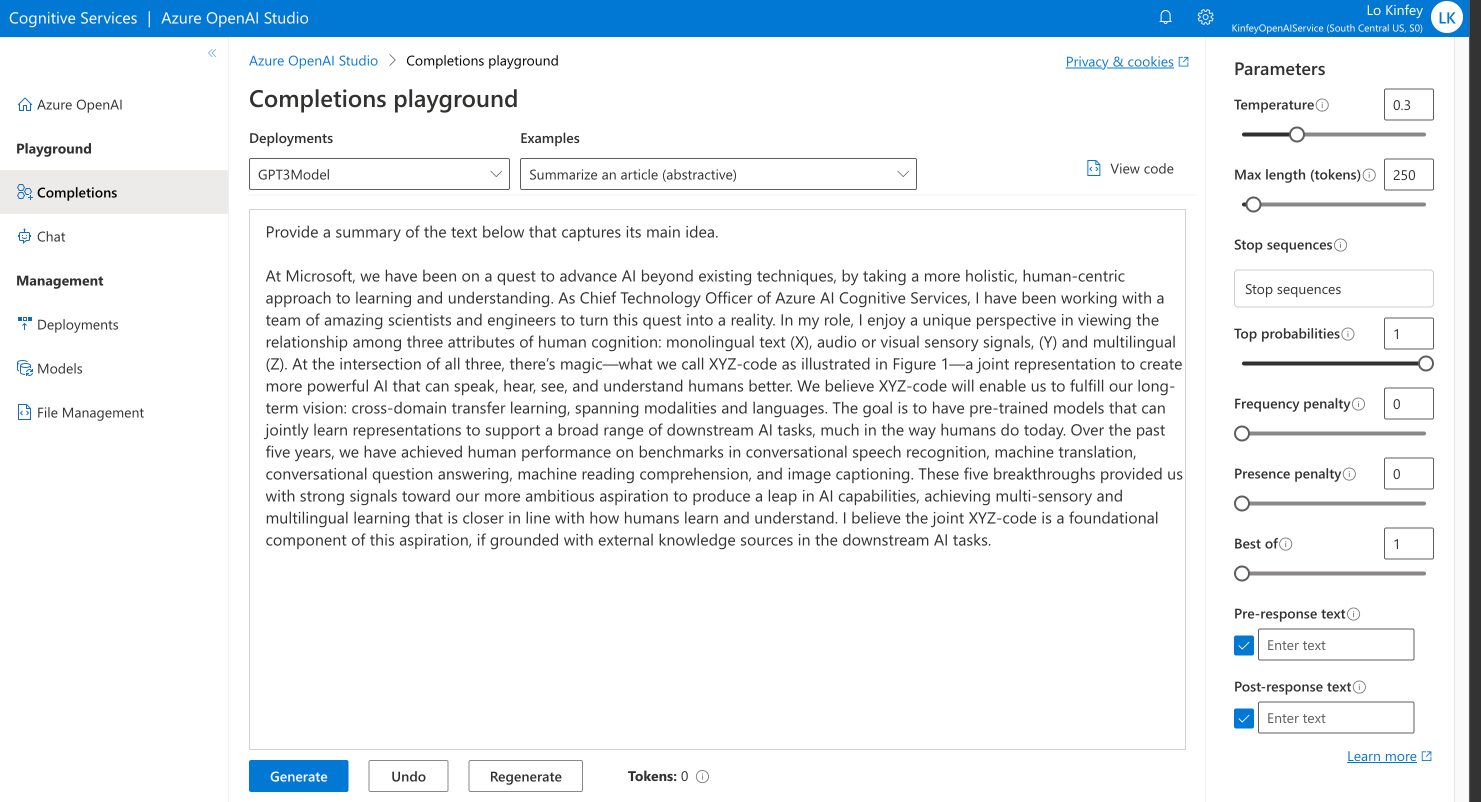 Cognitive Services | Azure OpenAI Studio
Lo Kinfey
KinfeyOpenAIService (South Central US, S0)
LK
Azure OpenAI
Playground
Completions
Chat
Management
Deployments
Models
File Management
Azure OpenAI Studio > Completions playground
Privacy & cookies
Completions playground
Deployments
GPT3Model
Examples
Summarize an article (abstractive)
View code
Provide a summary of the text below that captures its main idea.
At Microsoft, we have been on a quest to advance AI beyond existing techniques, by taking a more holistic, human-centric
approach to learning and understanding. As Chief Technology Officer of Azure AI Cognitive Services, I have been working with a
team of amazing scientists and engineers to turn this quest into a reality. In my role, I enjoy a unique perspective in viewing the
relationship among three attributes of human cognition: monolingual text (X), audio or visual sensory signals, (Y) and multilingual
(Z). At the intersection of all three, there’s magic—what we call XYZ-code as illustrated in Figure 1—a joint representation to create
more powerful AI that can speak, hear, see, and understand humans better. We believe XYZ-code will enable us to fulfill our long-
term vision: cross-domain transfer learning, spanning modalities and languages. The goal is to have pre-trained models that can
jointly learn representations to support a broad range of downstream AI tasks, much in the way humans do today. Over the past
five years, we have achieved human performance on benchmarks in conversational speech recognition, machine translation,
conversational question answering, machine reading comprehension, and image captioning. These five breakthroughs provided us
with strong signals toward our more ambitious aspiration to produce a leap in AI capabilities, achieving multi-sensory and
multilingual learning that is closer in line with how humans learn and understand. I believe the joint XYZ-code is a foundational
component of this aspiration, if grounded with external knowledge sources in the downstream AI tasks.
Generate
Undo
Regenerate
Tokens: 0
Parameters
Temperature 0.3
Max length (tokens) 250
Stop sequences
Stop sequences
Top probabilities 1
Frequency penalty 0
Presence penalty 0
Best of 1
Pre-response text
Enter text
Post-response text
Enter text
Learn more